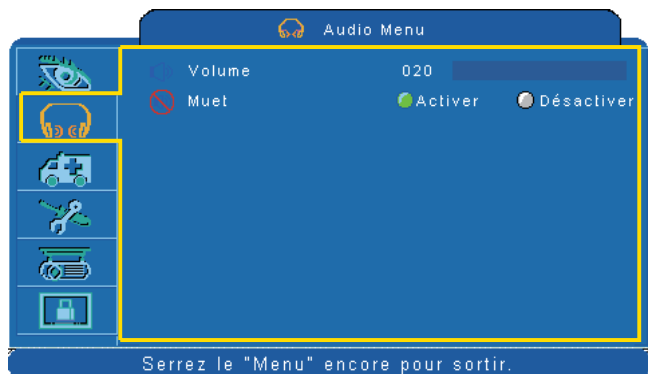 Audio Menu
Volume 020
Muet Activer Désactiver
Serrez le "Menu" encore pour sortir.